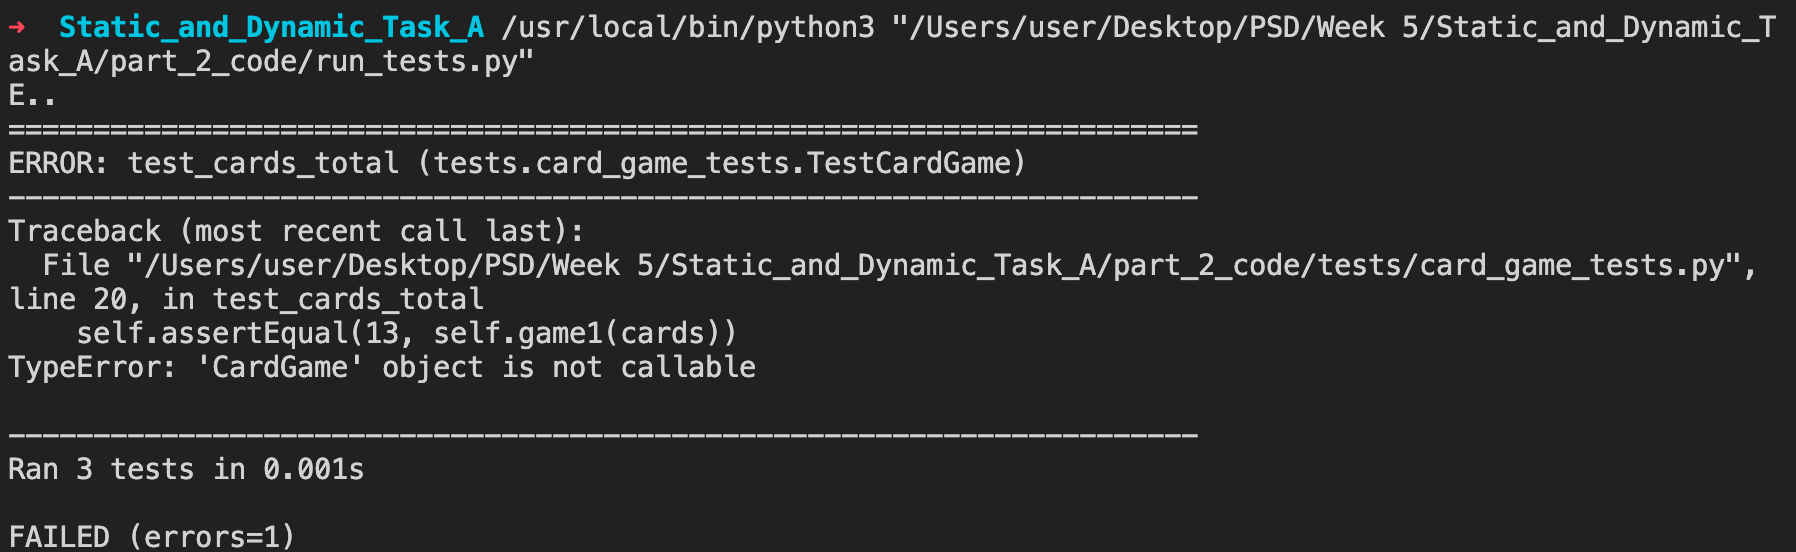 ➜  Static_and_Dynamic_Task_A /usr/local/bin/python3 "/Users/user/Desktop/PSD/Week 5/Static_and_Dynamic_T
ask_A/part_2_code/run_tests.py"
E..
======================================================================
ERROR: test_cards_total (tests.card_game_tests.TestCardGame)
----------------------------------------------------------------------
Traceback (most recent call last):
  File "/Users/user/Desktop/PSD/Week 5/Static_and_Dynamic_Task_A/part_2_code/tests/card_game_tests.py",
line 20, in test_cards_total
    self.assertEqual(13, self.game1(cards))
TypeError: 'CardGame' object is not callable

----------------------------------------------------------------------
Ran 3 tests in 0.001s

FAILED (errors=1)